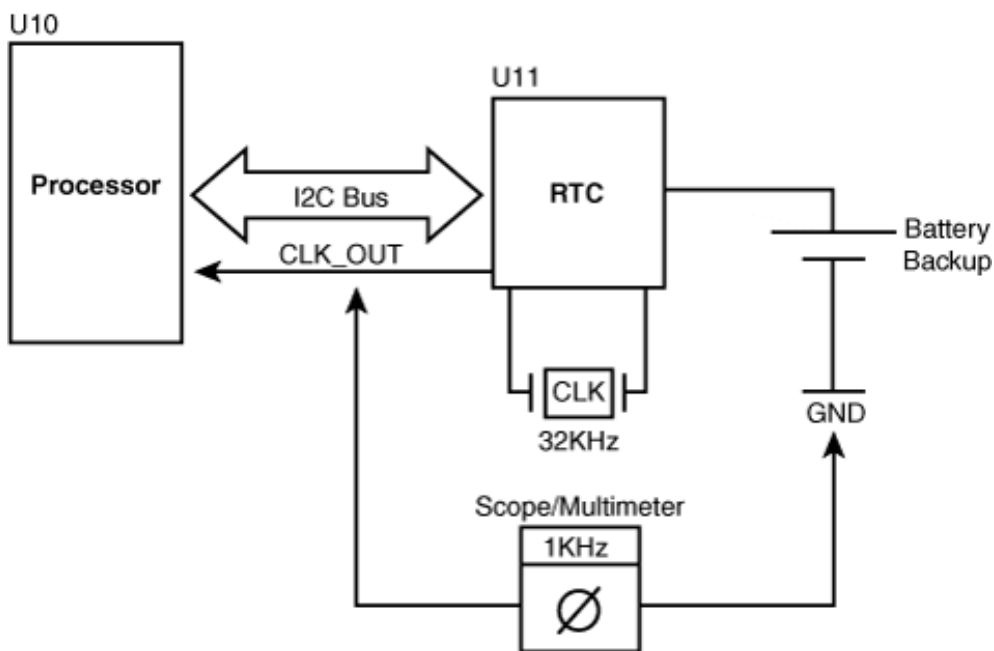 U10
Processor
I2C Bus
CLK_OUT
U11
RTC
CLK
32KHz
Battery
Backup
GND
Scope/Multimeter
1KHz